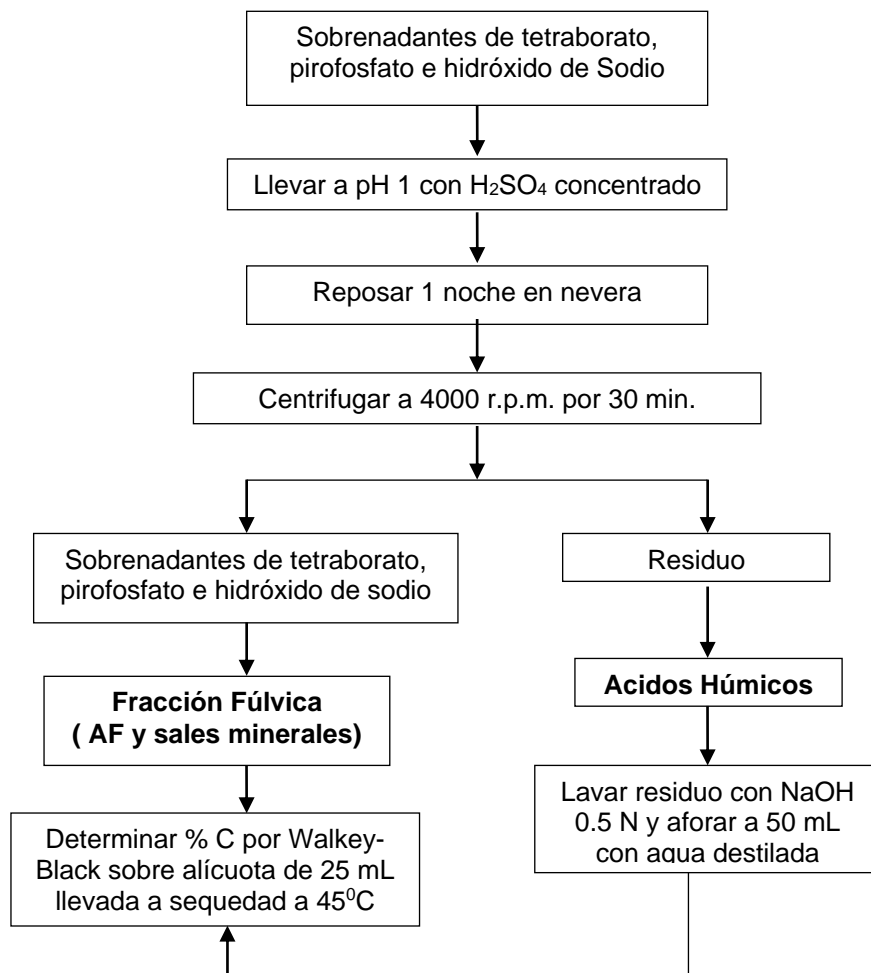 Sobrenadantes de tetraborato,
pirofosfato e hidróxido de Sodio
Llevar a pH 1 con H₂SO₄ concentrado
Reposar 1 noche en nevera
Centrifugar a 4000 r.p.m. por 30 min.
Sobrenadantes de tetraborato,
pirofosfato e hidróxido de sodio
Residuo
Fracción Fúlvica
( AF y sales minerales)
Acidos Húmicos
Determinar % C por Walkey-
Black sobre alícuota de 25 mL
llevada a sequedad a 45⁰C
Lavar residuo con NaOH
0.5 N y aforar a 50 mL
con agua destilada